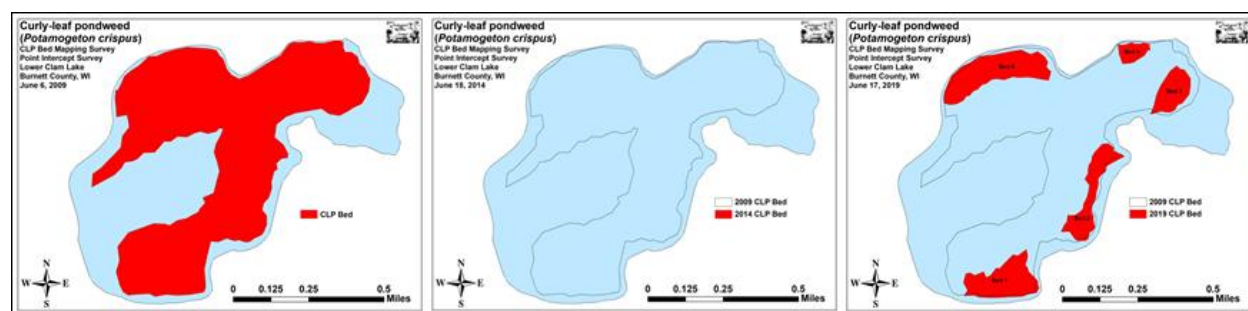 Curly-leaf pondweed
(Potamogeton crispus)
CLP Bed Mapping Survey
Point Intercept Survey
Lower Clam Lake
Burnett County, WI
June 6, 2009
CLP Bed
N
W
E
S
0
0.125
0.25
0.5
Miles
Curly-leaf pondweed
(Potamogeton crispus)
CLP Bed Mapping Survey
Point Intercept Survey
Lower Clam Lake
Burnett County, WI
June 18, 2014
2009 CLP Bed
2014 CLP Bed
N
W
E
S
0
0.125
0.25
0.5
Miles
Curly-leaf pondweed
(Potamogeton crispus)
CLP Bed Mapping Survey
Point Intercept Survey
Lower Clam Lake
Burnett County, WI
June 17, 2019
2009 CLP Bed
2019 CLP Bed
N
W
E
S
0
0.125
0.25
0.5
Miles